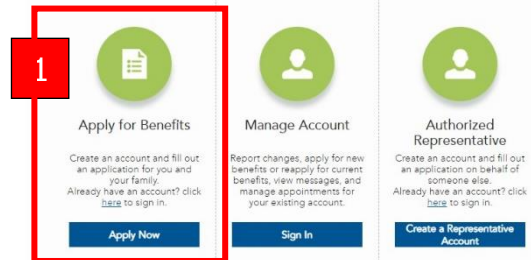 1
Apply for Benefits
Create an account and fill out
an application for you and
your family.
Already have an account? click
here to sign in.
Apply Now
Manage Account
Report changes, apply for new
benefits or reapply for current
benefits, view messages, and
manage appointments for
your existing account.
Sign In
Authorized
Representative
Create an account and fill out
an application on behalf of
someone else.
Already have an account? click
here to sign in.
Create a Representative
Account